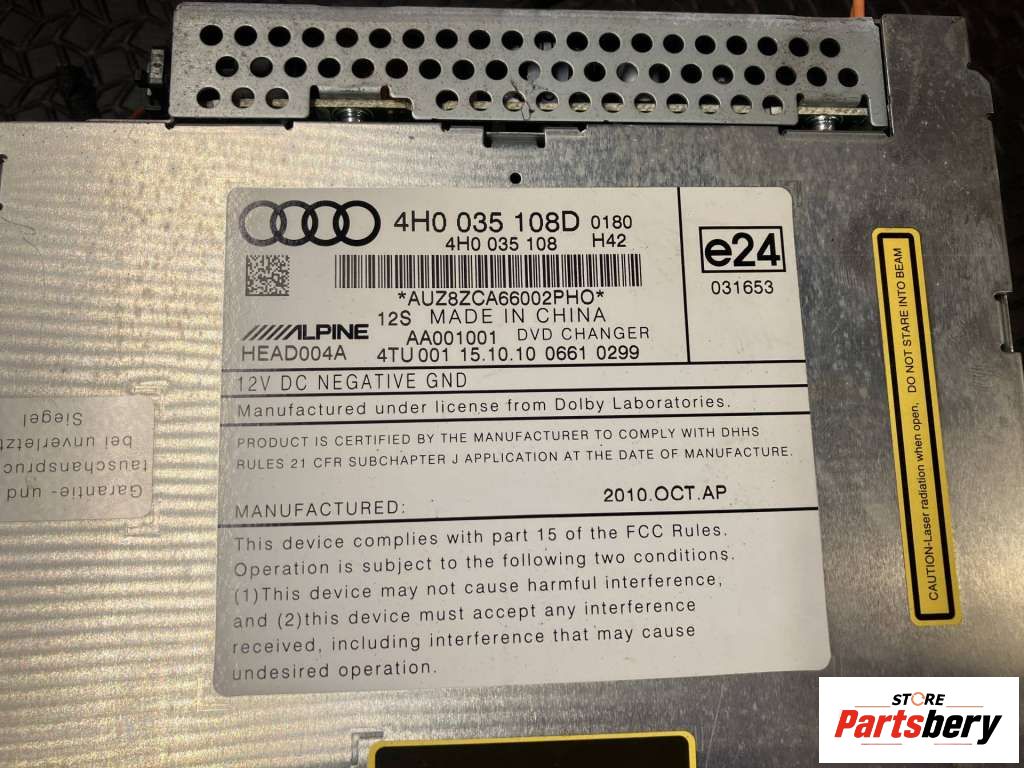 4H0 035 108D 0180
4H0 035 108 H42
*AUZ8ZCA66002PHO*
12S MADE IN CHINA
ALPINE AA001001 DVD CHANGER
HEAD004A 4TU 001 15.10.10 0661 0299
e24
031653
12V DC NEGATIVE GND
Manufactured under license from Dolby Laboratories.
PRODUCT IS CERTIFIED BY THE MANUFACTURER TO COMPLY WITH DHHS
RULES 21 CFR SUBCHAPTER J APPLICATION AT THE DATE OF MANUFACTURE.
MANUFACTURED: 2010.OCT.AP
This device complies with part 15 of the FCC Rules.
Operation is subject to the following two conditions.
(1)This device may not cause harmful interference,
and (2)this device must accept any interference
received, including interference that may cause
undesired operation.
CAUTION-Laser radiation when open, DO NOT STARE INTO BEAM
Garantie- und
tauschanspruc
bei unverletzt
Siegel
STORE
Partsbery